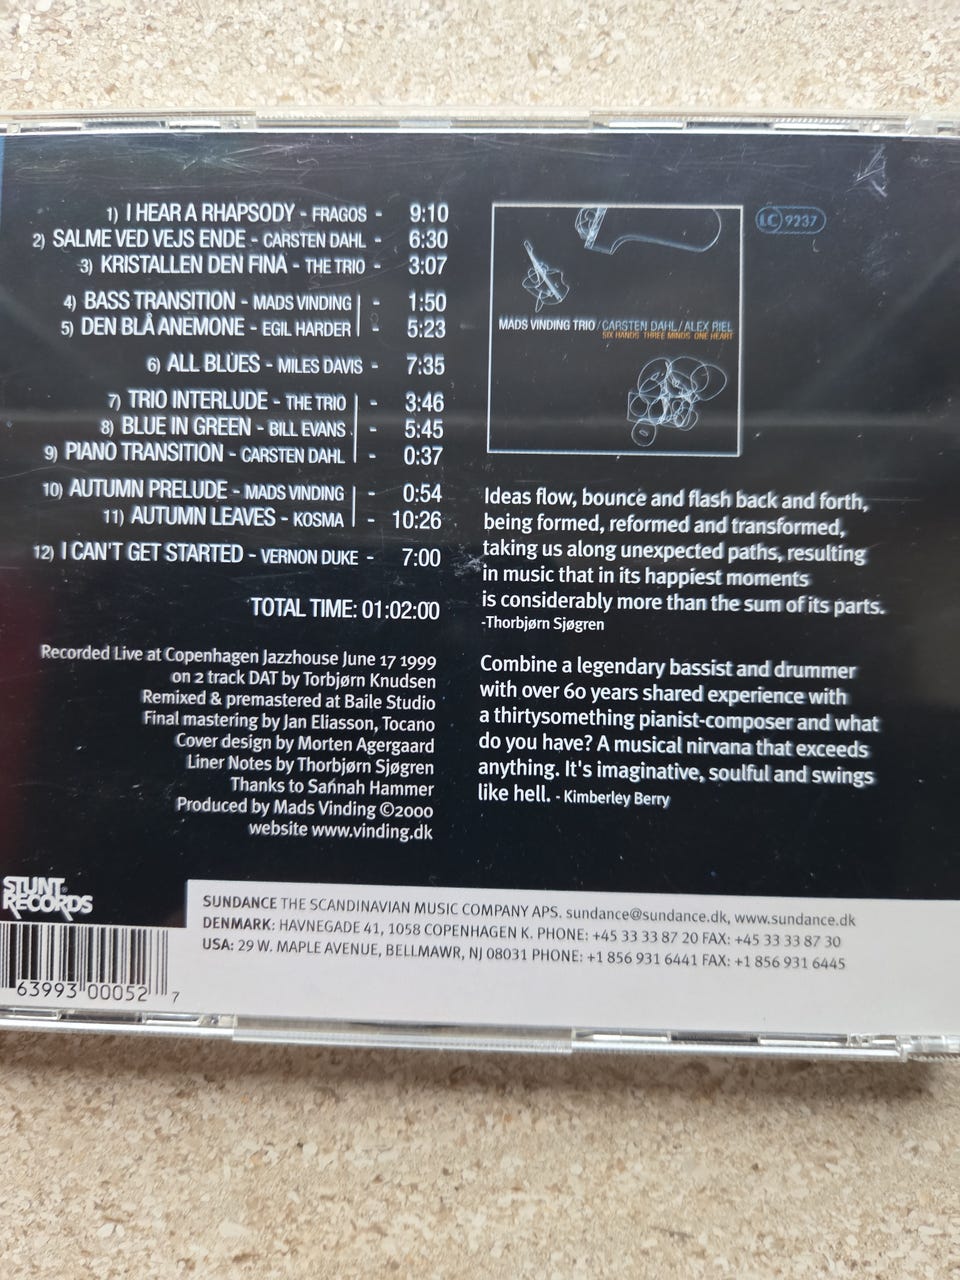 1) I HEAR A RHAPSODY - FRAGOS - 9:10
2) SALME VED VEJS ENDE - CARSTEN DAHL - 6:30
3) KRISTALLEN DEN FINA - THE TRIO - 3:07
4) BASS TRANSITION - MADS VINDING - 1:50
5) DEN BLÅ ANEMONE - EGIL HARDER - 5:23
6) ALL BLUES - MILES DAVIS - 7:35
7) TRIO INTERLUDE - THE TRIO - 3:46
8) BLUE IN GREEN - BILL EVANS - 5:45
9) PIANO TRANSITION - CARSTEN DAHL - 0:37
10) AUTUMN PRELUDE - MADS VINDING - 0:54
11) AUTUMN LEAVES - KOSMA - 10:26
12) I CAN'T GET STARTED - VERNON DUKE - 7:00
TOTAL TIME: 01:02:00
Recorded Live at Copenhagen Jazzhouse June 17 1999
on 2 track DAT by Torbjørn Knudsen
Remixed & premastered at Baile Studio
Final mastering by Jan Eliasson, Tocano
Cover design by Morten Agergaard
Liner Notes by Thorbjørn Sjøgren
Thanks to Sannah Hammer
Produced by Mads Vinding ©2000
website www.vinding.dk
LC 9237
MADS VINDING TRIO / CARSTEN DAHL / ALEX RIEL
SIX HANDS THREE MINDS ONE HEART
Ideas flow, bounce and flash back and forth,
being formed, reformed and transformed,
taking us along unexpected paths, resulting
in music that in its happiest moments
is considerably more than the sum of its parts.
-Thorbjørn Sjøgren
Combine a legendary bassist and drummer
with over 60 years shared experience with
a thirtysomething pianist-composer and what
do you have? A musical nirvana that exceeds
anything. It's imaginative, soulful and swings
like hell. - Kimberley Berry
STUNT
RECORDS
63993 00052 7
SUNDANCE THE SCANDINAVIAN MUSIC COMPANY APS. sundance@sundance.dk, www.sundance.dk
DENMARK: HAVNEGADE 41, 1058 COPENHAGEN K. PHONE: +45 33 33 87 20 FAX: +45 33 33 87 30
USA: 29 W. MAPLE AVENUE, BELLMAWR, NJ 08031 PHONE: +1 856 931 6441 FAX: +1 856 931 6445